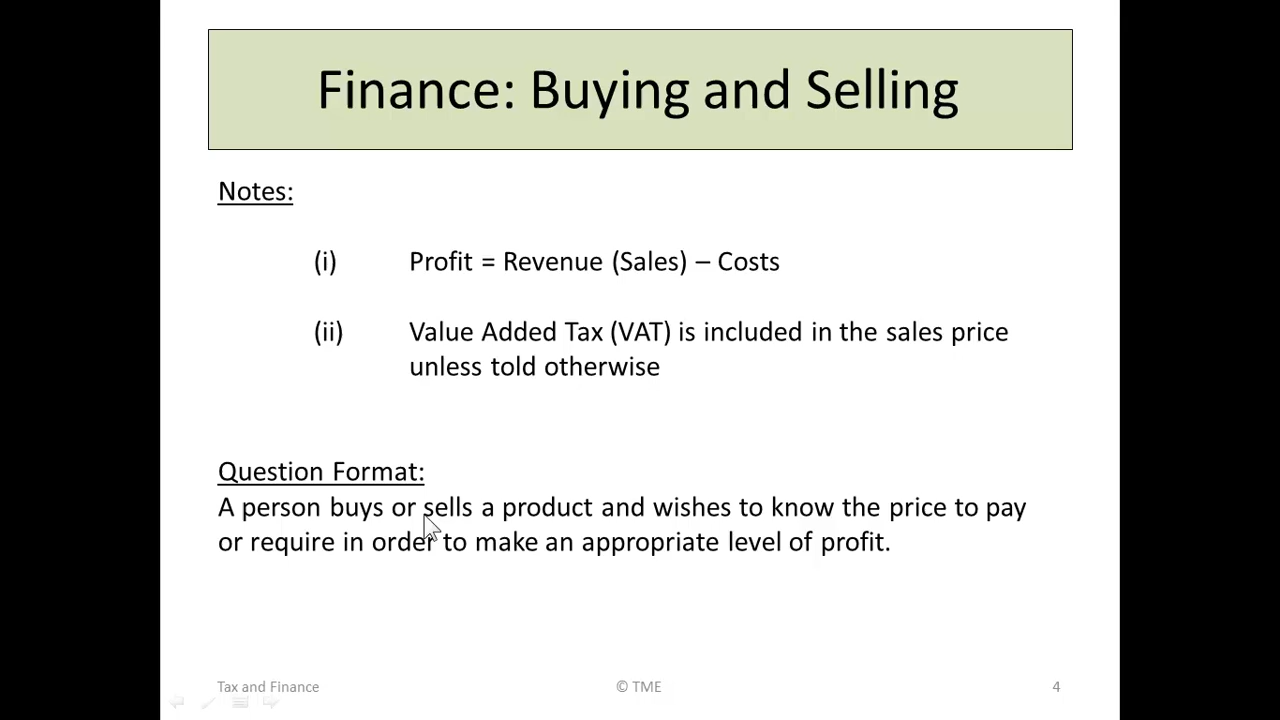 Finance: Buying and Selling
Notes:
(i) Profit = Revenue (Sales) – Costs
(ii) Value Added Tax (VAT) is included in the sales price
unless told otherwise
Question Format:
A person buys or sells a product and wishes to know the price to pay
or require in order to make an appropriate level of profit.
Tax and Finance © TME 4